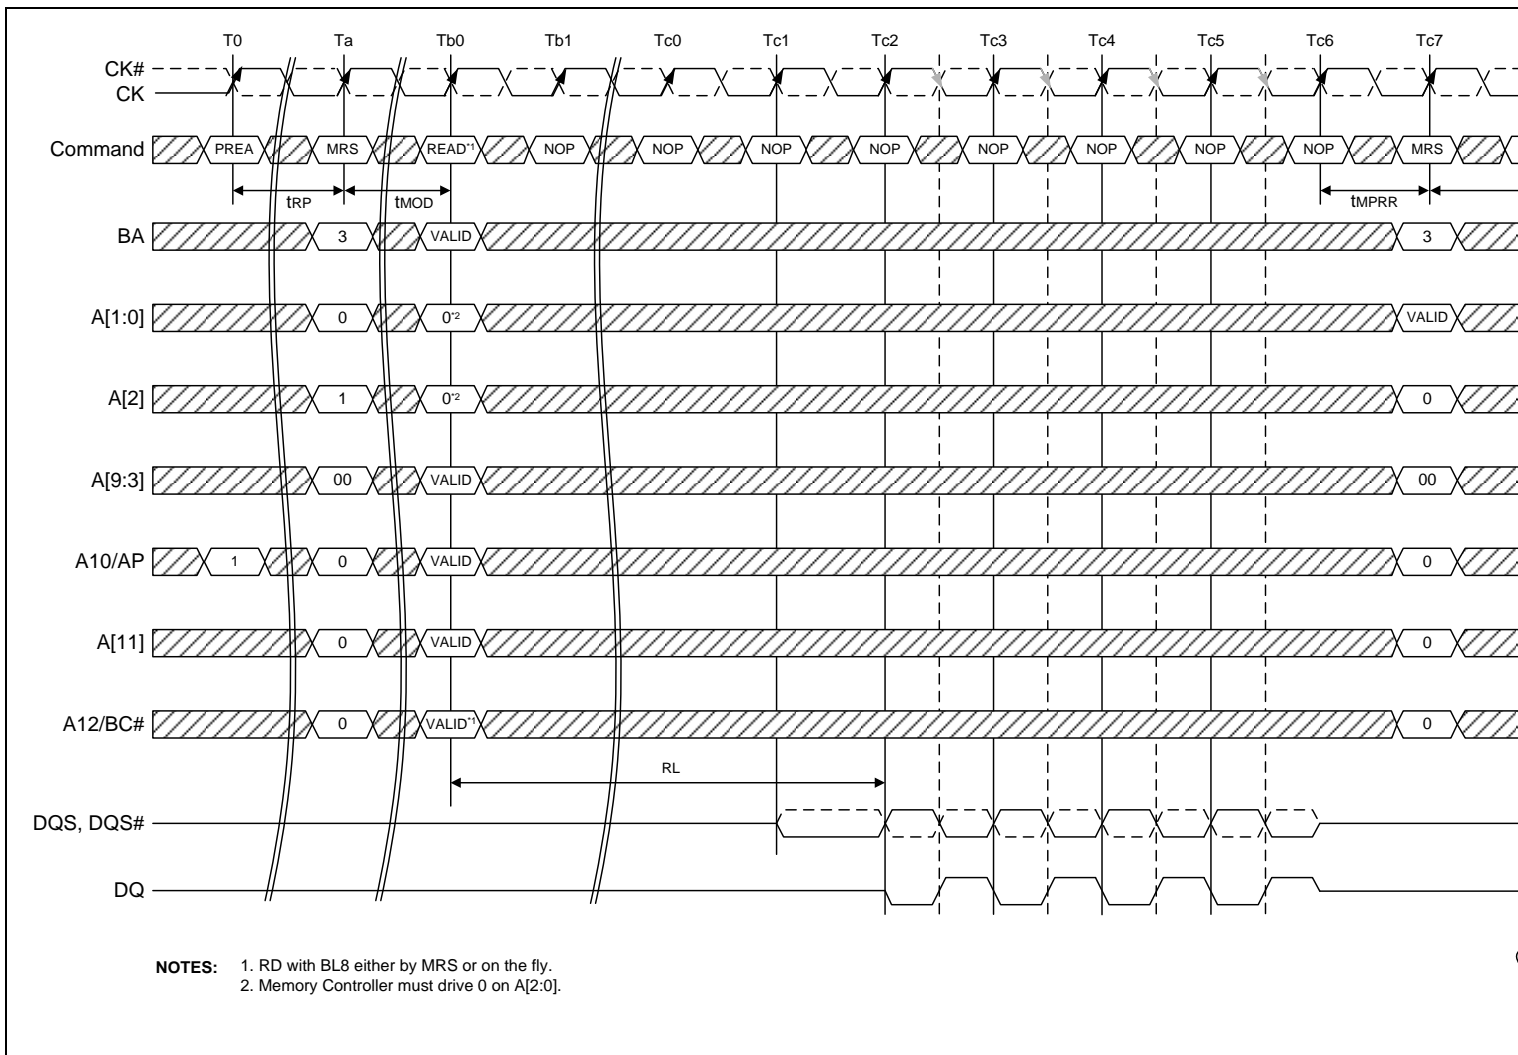 T0 Ta Tb0 Tb1 Tc0 Tc1 Tc2 Tc3 Tc4 Tc5 Tc6 Tc7
CK#
CK
Command PREA MRS READ*1 NOP NOP NOP NOP NOP NOP NOP NOP MRS
tRP tMOD tMPRR
BA 3 VALID 3
A[1:0] 0 0*2 VALID
A[2] 1 0*2 0
A[9:3] 00 VALID 00
A10/AP 1 0 VALID 0
A[11] 0 VALID 0
A12/BC# 0 VALID*1 0
RL
DQS, DQS#
DQ
NOTES: 1. RD with BL8 either by MRS or on the fly.
2. Memory Controller must drive 0 on A[2:0].